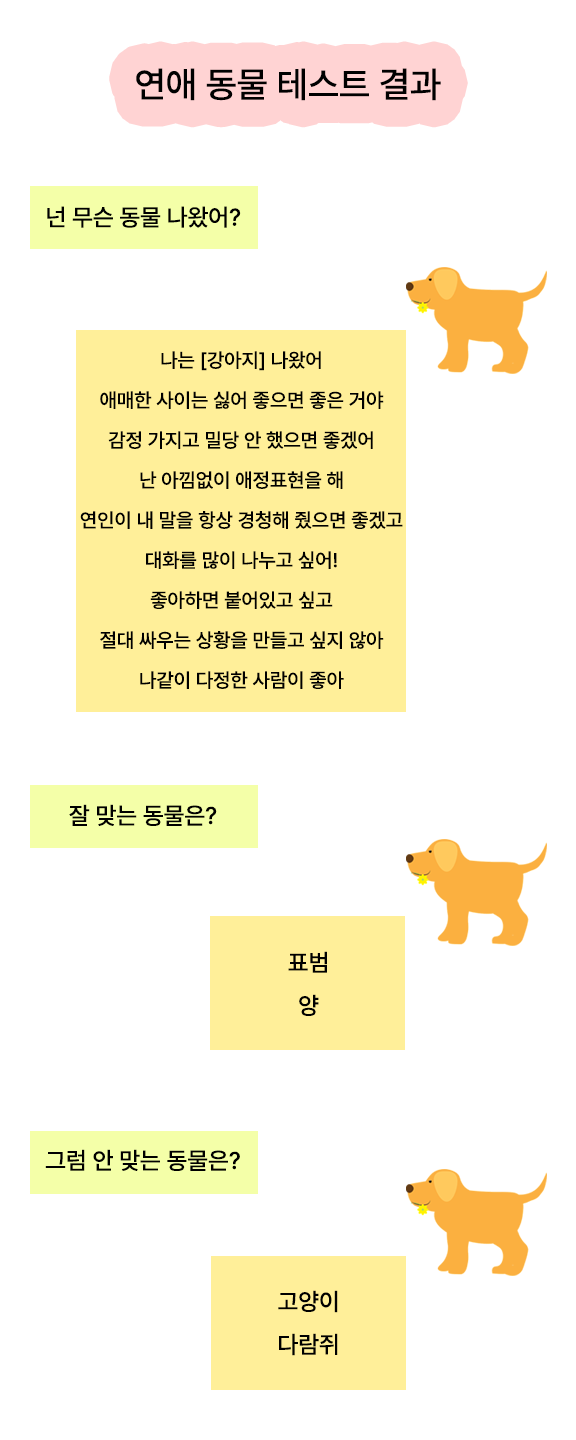 연애 동물 테스트 결과
넌 무슨 동물 나왔어?
나는 [강아지] 나왔어
애매한 사이는 싫어 좋으면 좋은 거야
감정 가지고 밀당 안 했으면 좋겠어
난 아낌없이 애정표현을 해
연인이 내 말을 항상 경청해 줬으면 좋겠고
대화를 많이 나누고 싶어!
좋아하면 붙어있고 싶고
절대 싸우는 상황을 만들고 싶지 않아
나같이 다정한 사람이 좋아
잘 맞는 동물은?
표범
양
그럼 안 맞는 동물은?
고양이
다람쥐